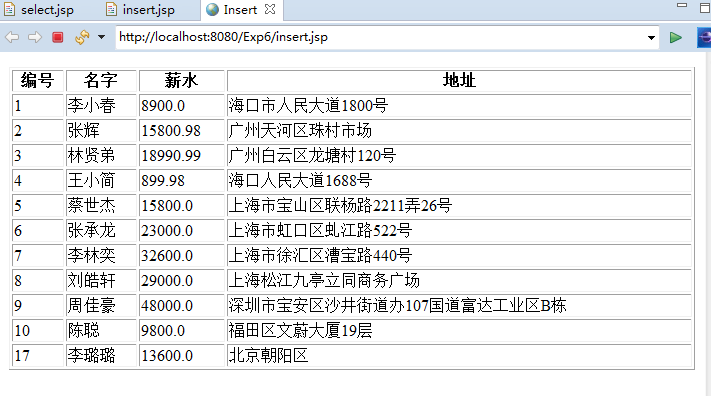 select.jsp insert.jsp Insert
http://localhost:8080/Exp6/insert.jsp
编号 名字 薪水 地址
1 李小春 8900.0 海口市人民大道1800号
2 张辉 15800.98 广州天河区珠村市场
3 林贤弟 18990.99 广州白云区龙塘村120号
4 王小简 899.98 海口人民大道1688号
5 蔡世杰 15800.0 上海市宝山区联杨路2211弄26号
6 张承龙 23000.0 上海市虹口区虬江路522号
7 李林奕 32600.0 上海市徐汇区漕宝路440号
8 刘皓轩 29000.0 上海松江九亭立同商务广场
9 周佳豪 48000.0 深圳市宝安区沙井街道办107国道富达工业区B栋
10 陈聪 9800.0 福田区文蔚大厦19层
17 李璐璐 13600.0 北京朝阳区